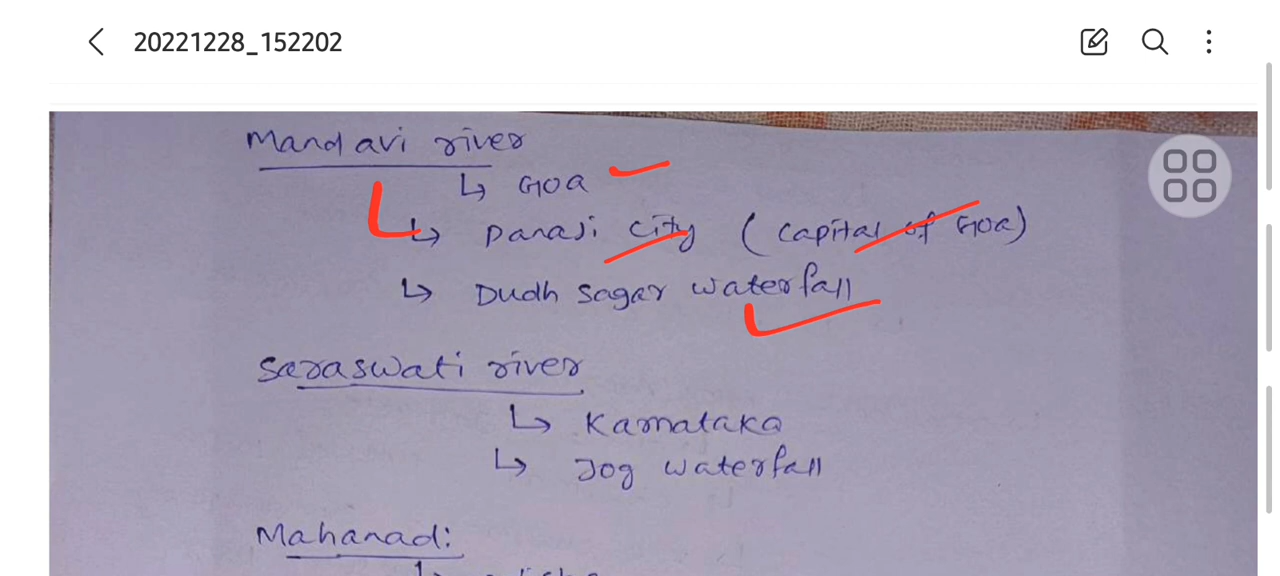 20221228_152202
Mandavi river
↳ Goa
↳ Panaji city (capital of Goa)
↳ Dudh Sagar waterfall
Saraswati river
↳ Karnataka
↳ Jog waterfall
Mahanadi